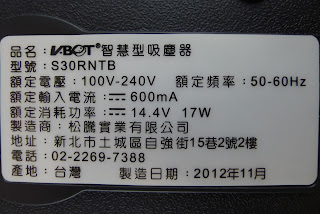 品名：VBOT®智慧型吸塵器
型號：S30RNTB
額定電壓：100V-240V 額定頻率：50-60Hz
額定輸入電流：⎓600mA
額定消耗功率：⎓14.4V 17W
製造商：松騰實業有限公司
地址：新北市土城區自強街15巷2號2樓
電話：02-2269-7388
產地：台灣 製造日期：2012年11月